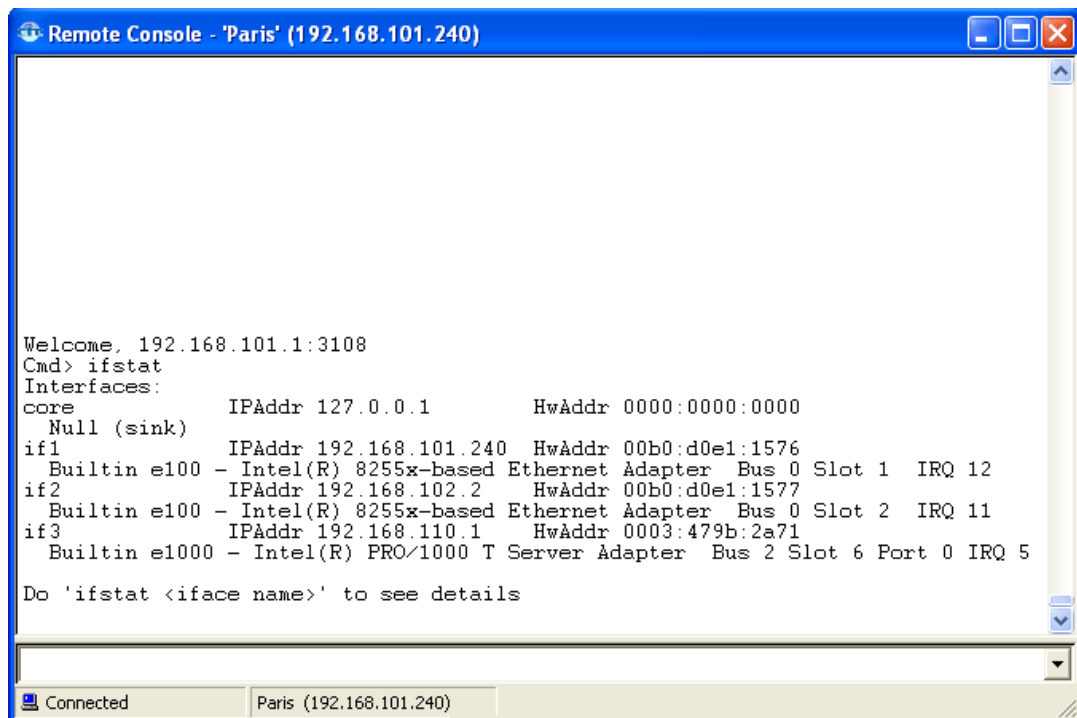 Remote Console - 'Paris' (192.168.101.240)
Welcome, 192.168.101.1:3108
Cmd> ifstat
Interfaces:
core IPAddr 127.0.0.1 HwAddr 0000:0000:0000
Null (sink)
if1 IPAddr 192.168.101.240 HwAddr 00b0:d0e1:1576
Builtin e100 - Intel(R) 8255x-based Ethernet Adapter Bus 0 Slot 1 IRQ 12
if2 IPAddr 192.168.102.2 HwAddr 00b0:d0e1:1577
Builtin e100 - Intel(R) 8255x-based Ethernet Adapter Bus 0 Slot 2 IRQ 11
if3 IPAddr 192.168.110.1 HwAddr 0003:479b:2a71
Builtin e1000 - Intel(R) PRO/1000 T Server Adapter Bus 2 Slot 6 Port 0 IRQ 5
Do 'ifstat <iface name>' to see details
Connected Paris (192.168.101.240)